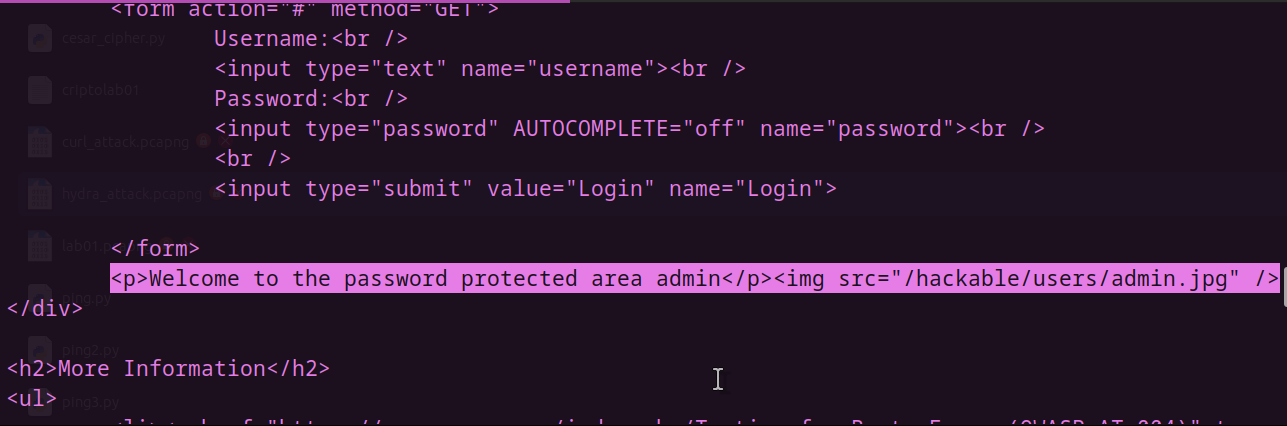 <form action="#" method="GET">
Username:<br />
<input type="text" name="username"><br />
Password:<br />
<input type="password" AUTOCOMPLETE="off" name="password"><br />
<br />
<input type="submit" value="Login" name="Login">
</form>
<p>Welcome to the password protected area admin</p><img src="/hackable/users/admin.jpg" />
</div>
<h2>More Information</h2>
<ul>
cesar_cipher.py
criptolab01
curl_attack.pcapng
hydra_attack.pcapng
lab01.
ping.py
ping2.py
ping3.py